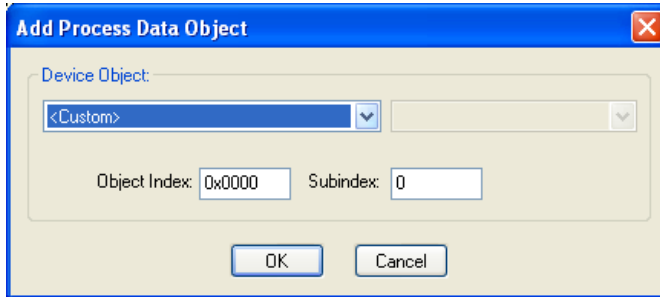 Add Process Data Object
Device Object:
<Custom>
Object Index: 0x0000 Subindex: 0
OK Cancel